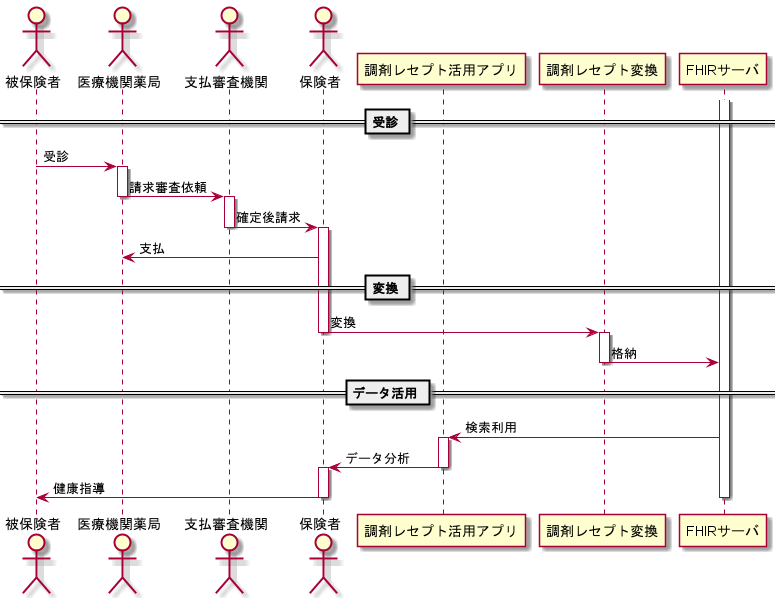 被保険者
医療機関薬局
支払審査機関
保険者
調剤レセプト活用アプリ
調剤レセプト変換
FHIRサーバ
受診
受診
請求審査依頼
確定後請求
支払
変換
変換
格納
データ活用
検索利用
データ分析
健康指導
被保険者
医療機関薬局
支払審査機関
保険者
調剤レセプト活用アプリ
調剤レセプト変換
FHIRサーバ